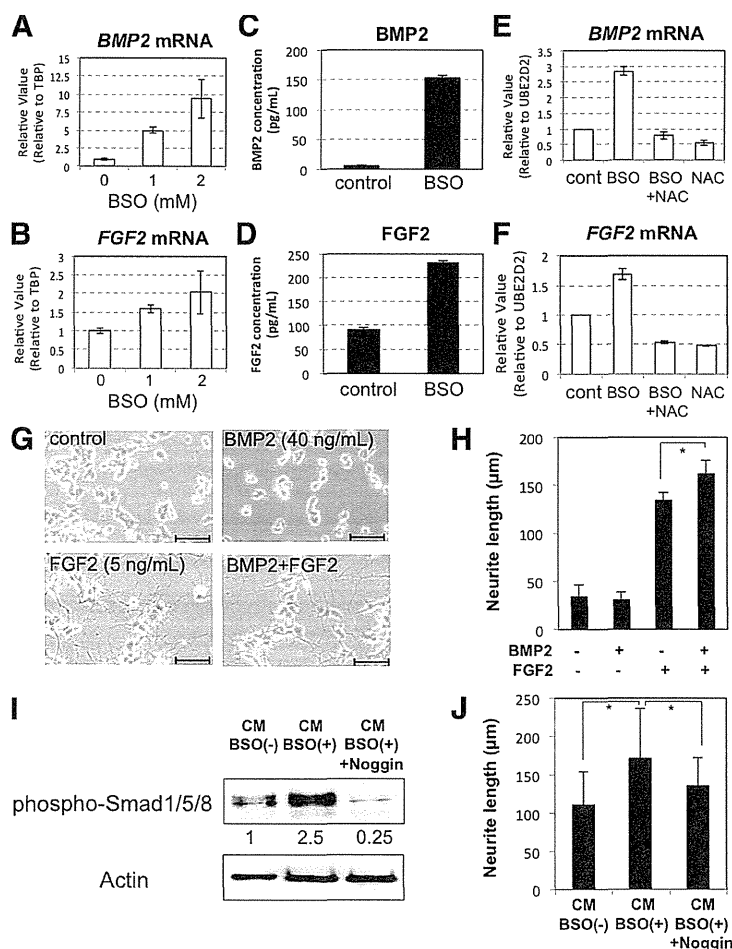 A
BMP2 mRNA
Relative Vialue
(Relative to TBP)
15
12.5
10
7.5
5
2.5
0
0 1 2
BSO (mM)
B
FGF2 mRNA
Relative Value
(Relative to TBP)
3
2.5
2
1.5
1
0.5
0
0 1 2
BSO (mM)
C
BMP2
BMP2 concentration
(pg/mL)
200
150
100
50
0
control BSO
D
FGF2
FGF2 concentration
(pg/mL)
250
200
150
100
50
0
control BSO
E
BMP2 mRNA
Relative Value
(Relative to UBE2D2)
3.5
3
2.5
2
1.5
1
0.5
0
cont BSO BSO NAC
+NAC
F
FGF2 mRNA
Relative Value
(Relative to UBE2D2)
2
1.5
1
0.5
0
cont BSO BSO NAC
+NAC
G
control
BMP2 (40 ng/mL)
FGF2 (5 ng/mL)
BMP2+FGF2
H
Neurite length (μm)
200
150
100
50
0
*
BMP2 - + - +
FGF2 - - + +
I
CM CM CM
BSO(-) BSO(+) BSO(+)
+Noggin
phospho-Smad1/5/8
1 2.5 0.25
Actin
J
Neurite length (μm)
250
200
150
100
50
0
* *
CM CM CM
BSO(-) BSO(+) BSO(+)
+Noggin